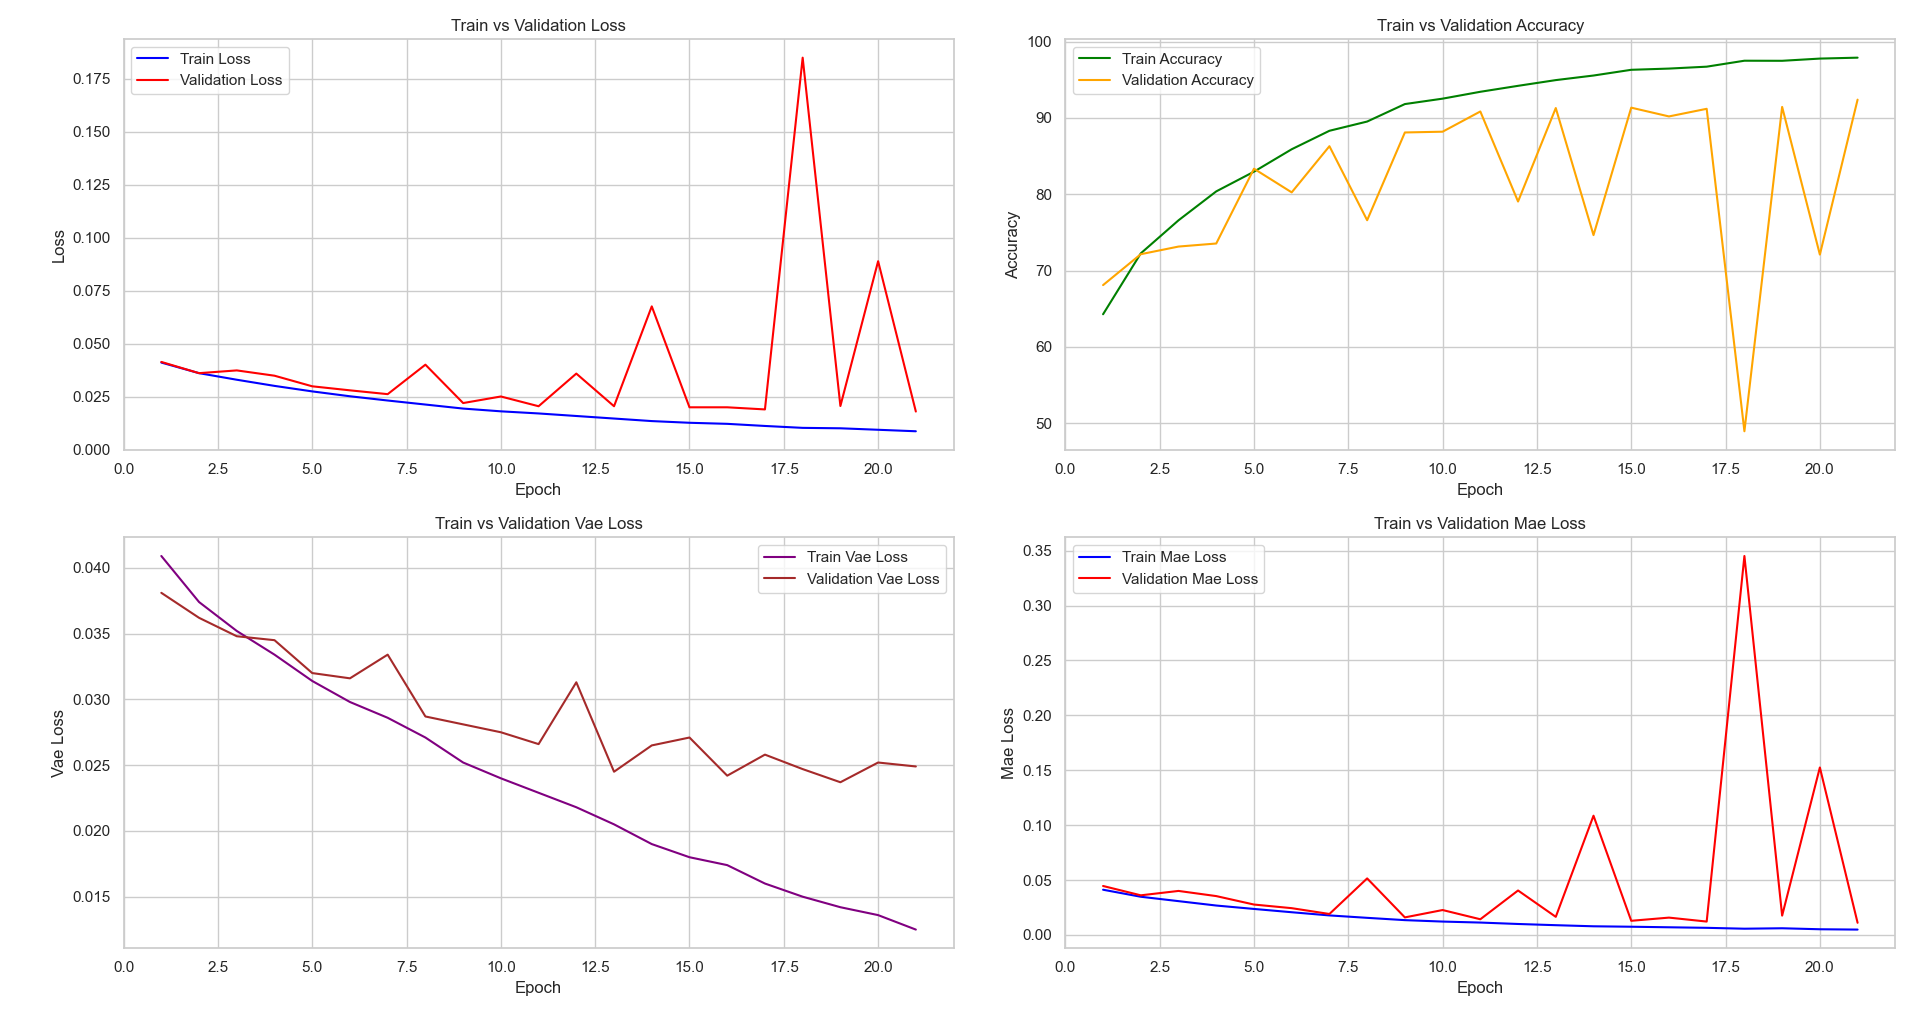 Train vs Validation Loss
Train Loss
Validation Loss
0.175
0.150
0.125
0.100
0.075
0.050
0.025
0.000
Loss
0.0 2.5 5.0 7.5 10.0 12.5 15.0 17.5 20.0
Epoch
Train vs Validation Accuracy
Train Accuracy
Validation Accuracy
100
90
80
70
60
50
Accuracy
0.0 2.5 5.0 7.5 10.0 12.5 15.0 17.5 20.0
Epoch
Train vs Validation Vae Loss
Train Vae Loss
Validation Vae Loss
0.040
0.035
0.030
0.025
0.020
0.015
Vae Loss
0.0 2.5 5.0 7.5 10.0 12.5 15.0 17.5 20.0
Epoch
Train vs Validation Mae Loss
Train Mae Loss
Validation Mae Loss
0.35
0.30
0.25
0.20
0.15
0.10
0.05
0.00
Mae Loss
0.0 2.5 5.0 7.5 10.0 12.5 15.0 17.5 20.0
Epoch